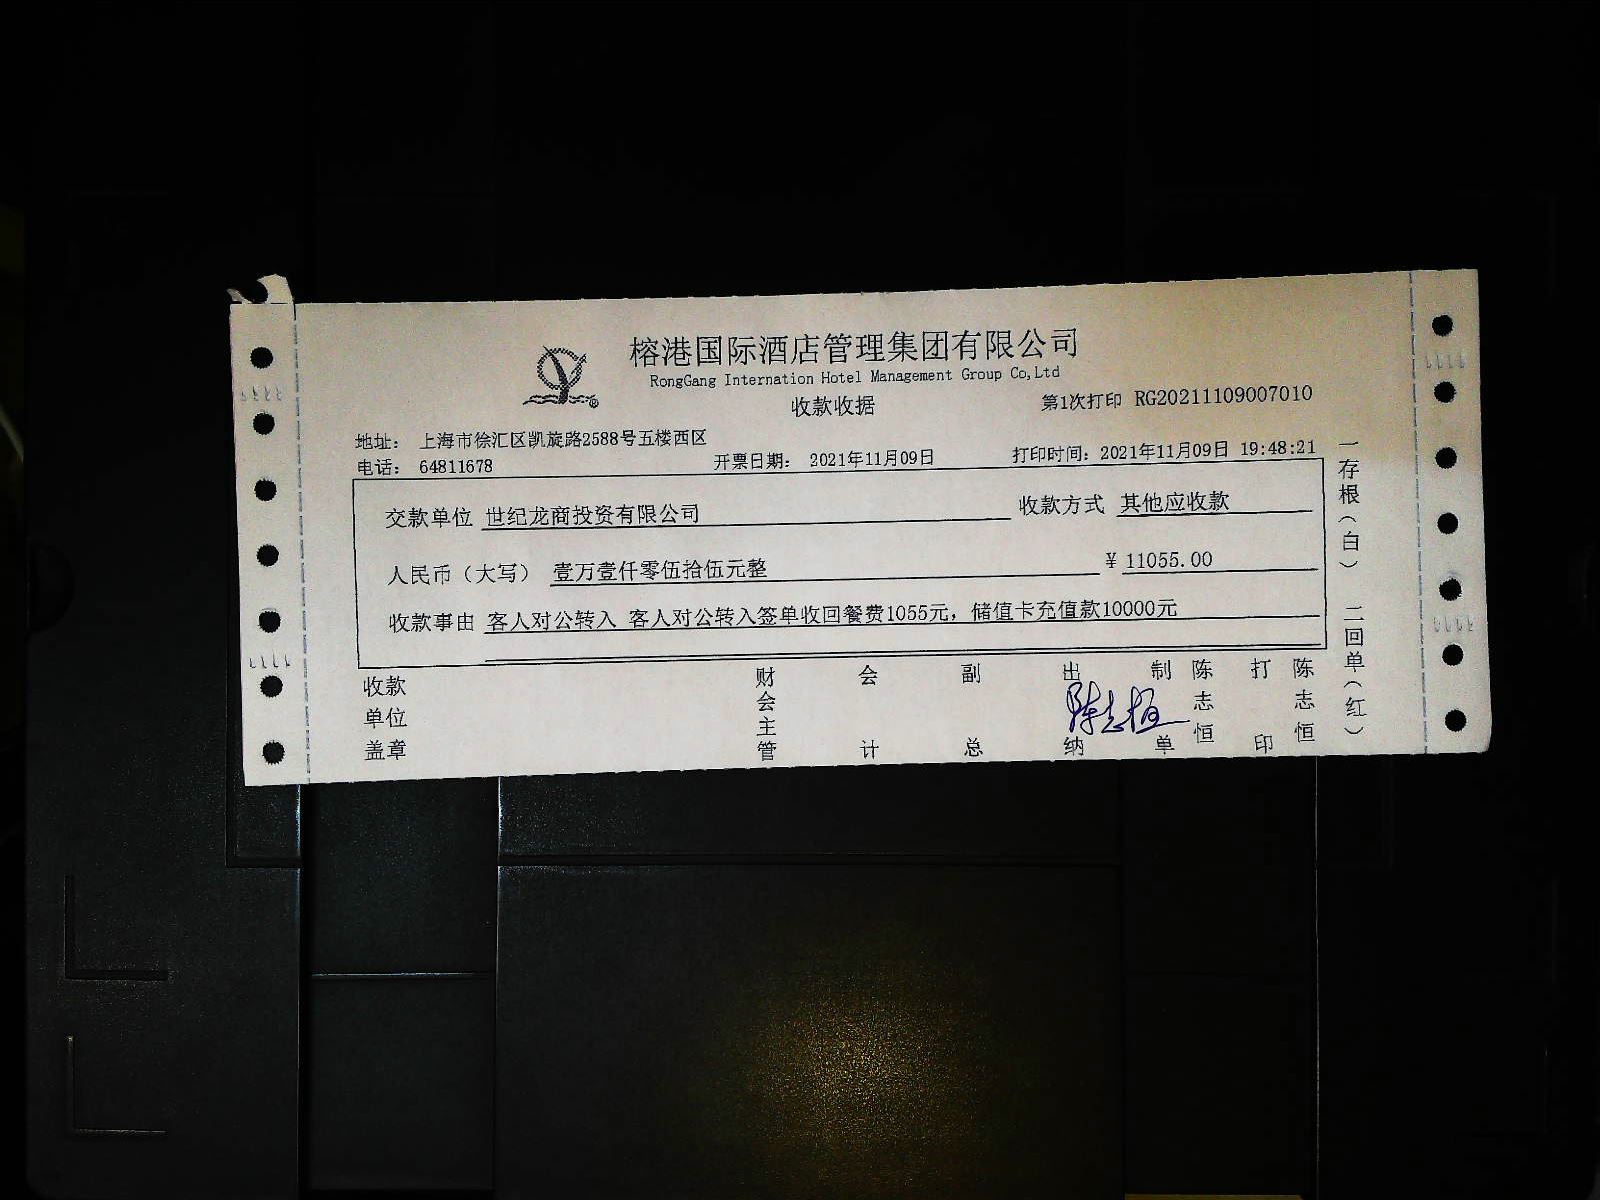 榕港国际酒店管理集团有限公司
RongGang Internation Hotel Management Group Co,Ltd
收款收据
第1次打印 RG20211109007010
地址： 上海市徐汇区凯旋路2588号五楼西区
电话： 64811678 开票日期： 2021年11月09日 打印时间：2021年11月09日 19:48:21
交款单位 世纪龙商投资有限公司 收款方式 其他应收款
人民币（大写） 壹万壹仟零伍拾伍元整 ￥ 11055.00
收款事由 客人对公转入 客人对公转入签单收回餐费1055元，储值卡充值款10000元
收款单位盖章 财会主管 会计 副总 出纳 陈志恒 制单 陈志恒 打印 陈志恒
一存根（白） 二回单（红）